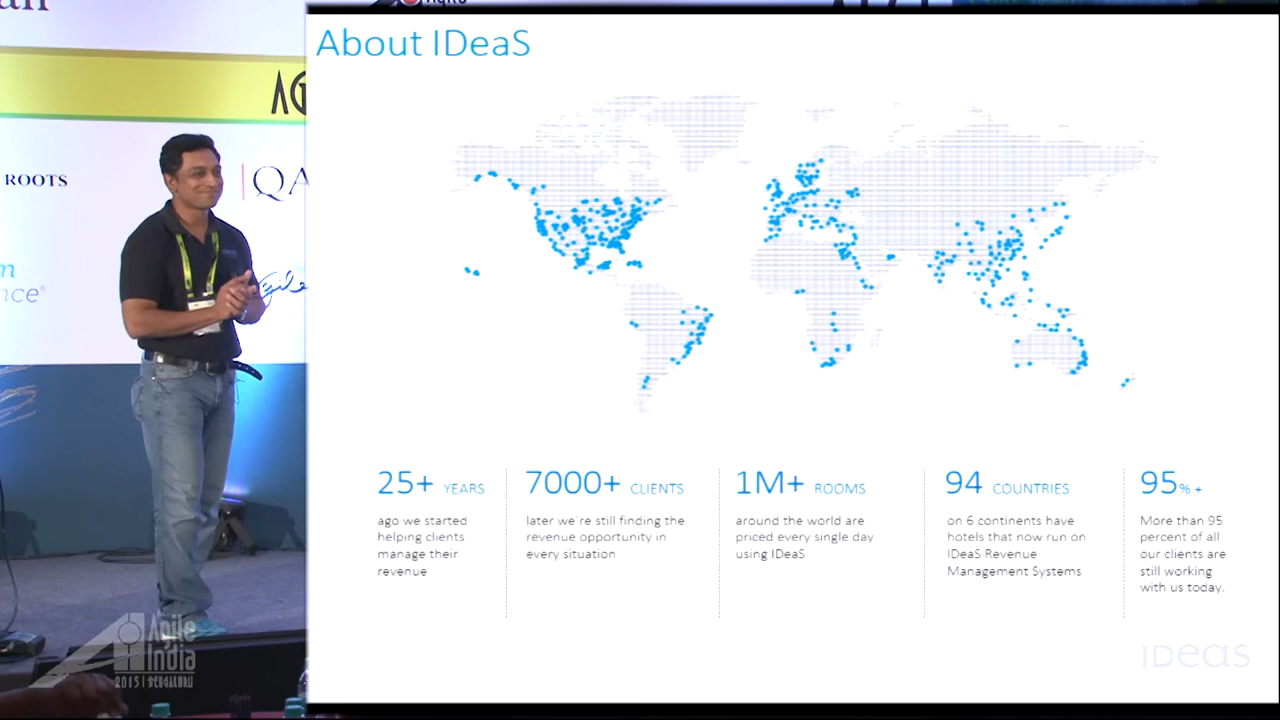 About IDeaS
ROOTS
QA
25+ YEARS
ago we started
helping clients
manage their
revenue
7000+ CLIENTS
later we're still finding the
revenue opportunity in
every situation
1M+ ROOMS
around the world are
priced every single day
using IDeaS
94 COUNTRIES
on 6 continents have
hotels that now run on
IDeaS Revenue
Management Systems
95% +
More than 95
percent of all
our clients are
still working
with us today.
IDeaS
Agile
India
2015 | BENGALURU